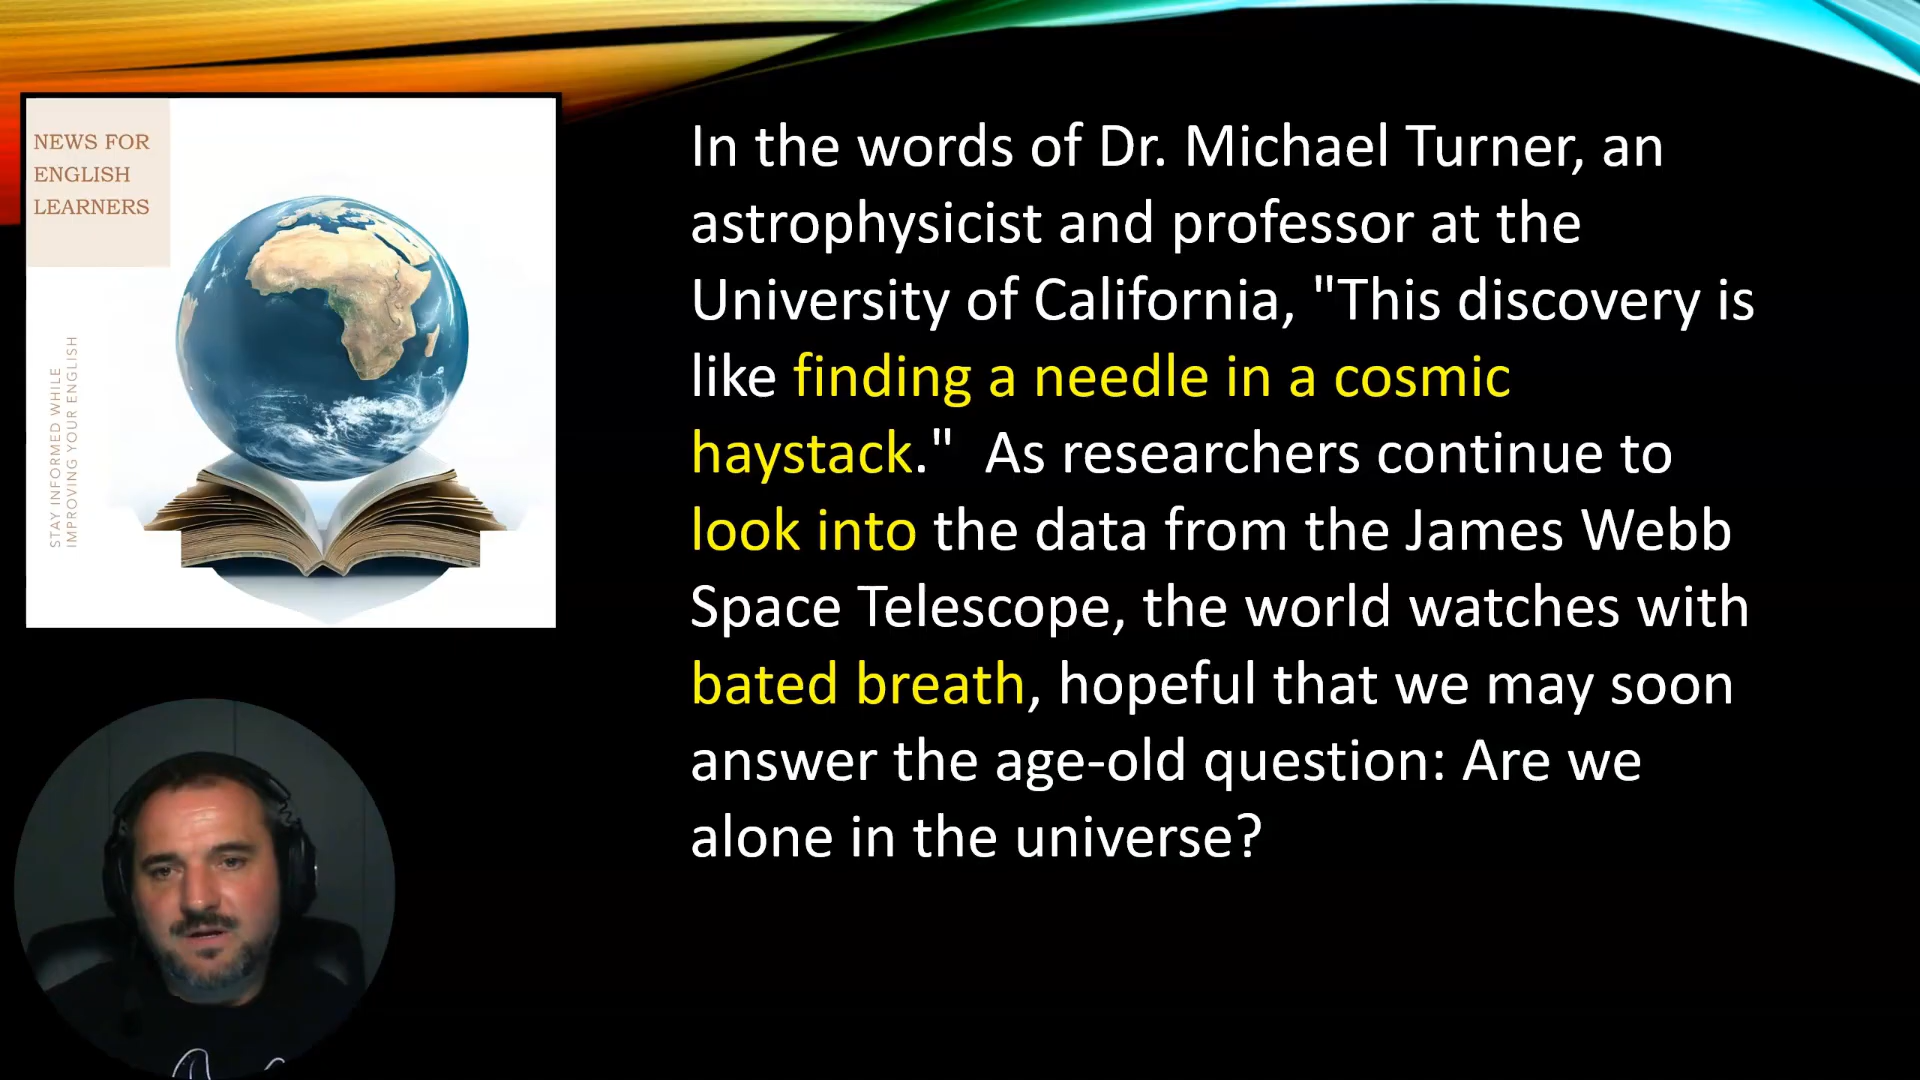 NEWS FOR
ENGLISH
LEARNERS
STAY INFORMED WHILE
IMPROVING YOUR ENGLISH
In the words of Dr. Michael Turner, an
astrophysicist and professor at the
University of California, "This discovery is
like finding a needle in a cosmic
haystack."  As researchers continue to
look into the data from the James Webb
Space Telescope, the world watches with
bated breath, hopeful that we may soon
answer the age-old question: Are we
alone in the universe?